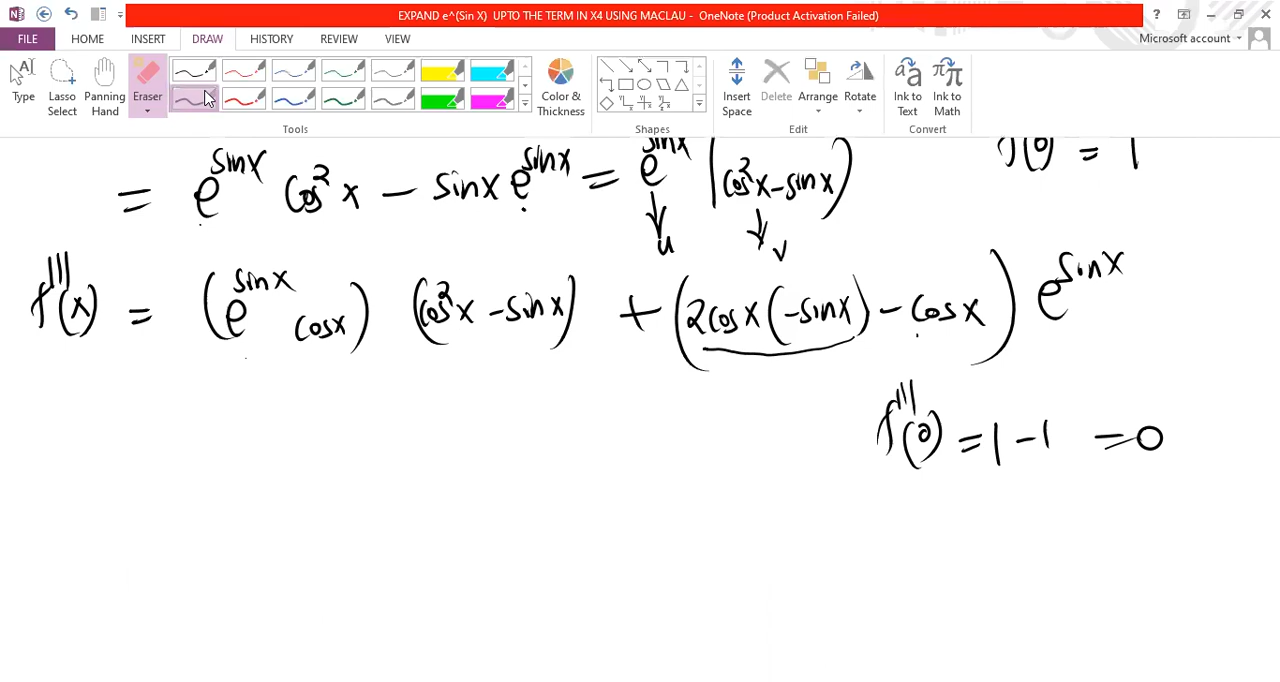 EXPAND e^(Sin X) UPTO THE TERM IN X4 USING MACLAU - OneNote (Product Activation Failed)
FILE HOME INSERT DRAW HISTORY REVIEW VIEW Microsoft account
Type Lasso Select Panning Hand Eraser Color & Thickness Insert Space Delete Arrange Rotate Ink to Text Ink to Math
Tools Shapes Edit Convert
f(0) = 1
= e^sinx cos²x - sinx e^sinx = e^sinx (cos²x - sinx)
u v
f'''(x) = (e^sinx cosx) (cos²x - sinx) + (2cosx(-sinx) - cosx) e^sinx
f'''(0) = 1 - 1 = 0